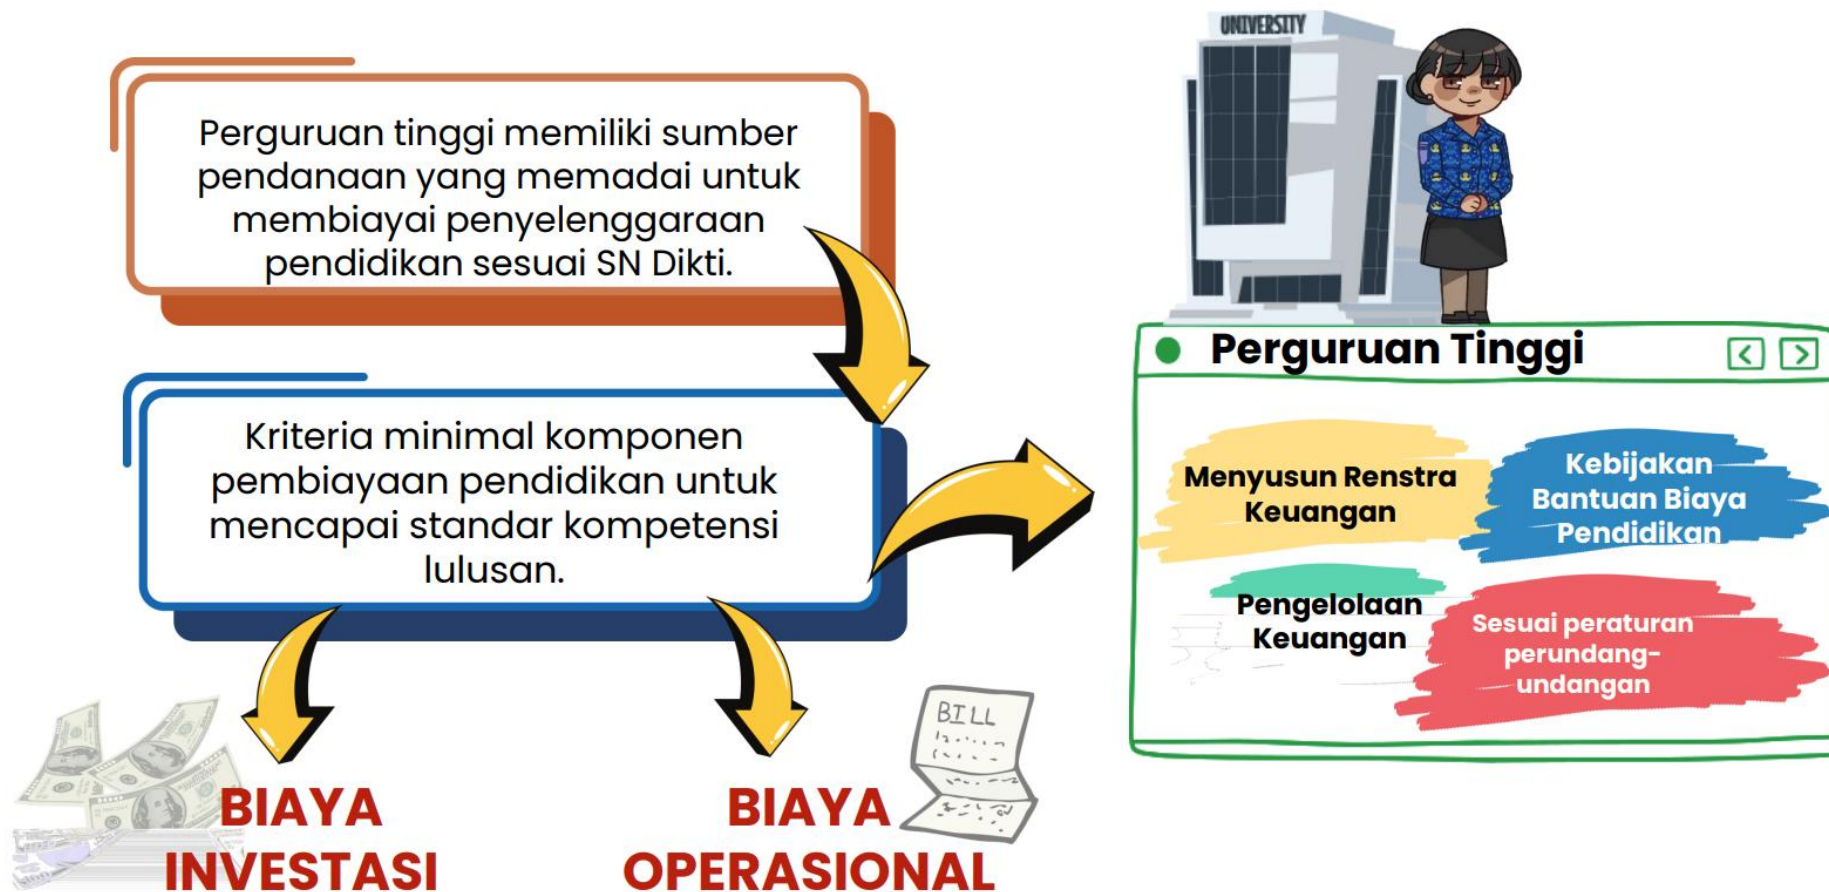 UNIVERSITY
Perguruan tinggi memiliki sumber
pendanaan yang memadai untuk
membiayai penyelenggaraan
pendidikan sesuai SN Dikti.
Kriteria minimal komponen
pembiayaan pendidikan untuk
mencapai standar kompetensi
lulusan.
BIAYA
INVESTASI
BIAYA
OPERASIONAL
BILL
Perguruan Tinggi
Menyusun Renstra
Keuangan
Kebijakan
Bantuan Biaya
Pendidikan
Pengelolaan
Keuangan
Sesuai peraturan
perundang-
undangan